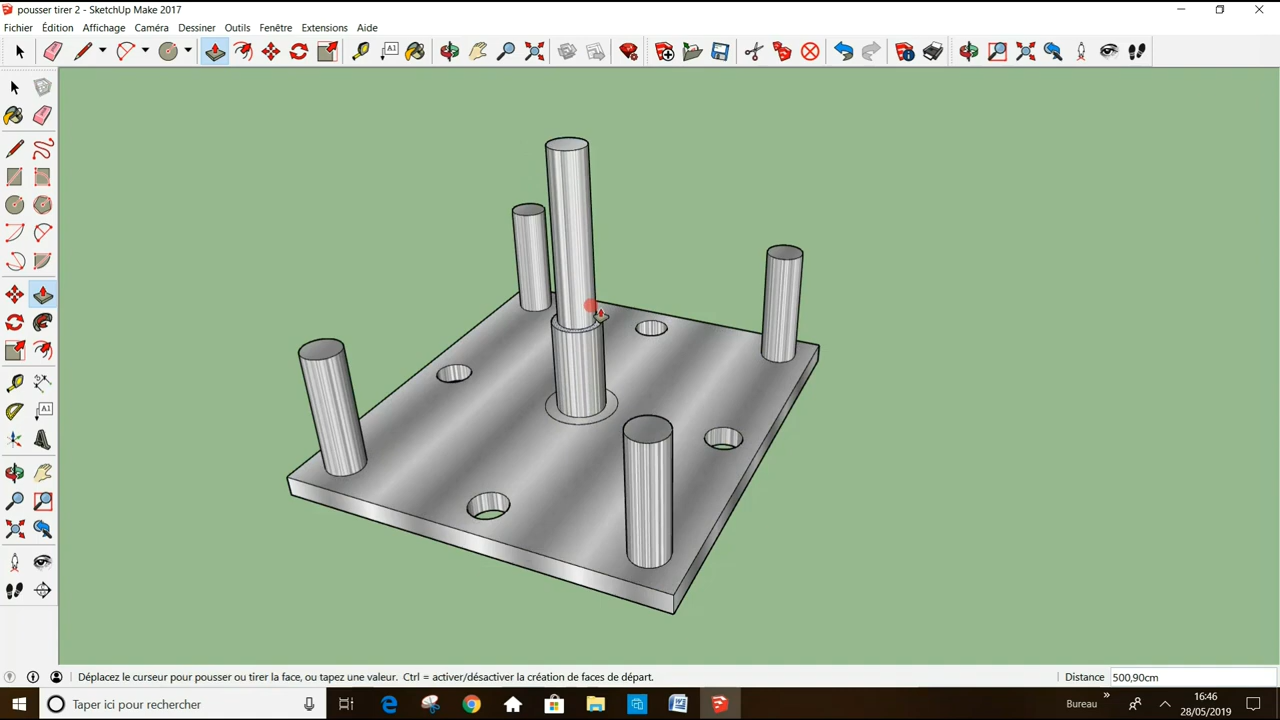 pousser tirer 2 - SketchUp Make 2017
Fichier Édition Affichage Caméra Dessiner Outils Fenêtre Extensions Aide
A1
A1
Déplacez le curseur pour pousser ou tirer la face, ou tapez une valeur. Ctrl = activer/désactiver la création de faces de départ.
Distance 500,90cm
Taper ici pour rechercher
Bureau
16:46
28/05/2019